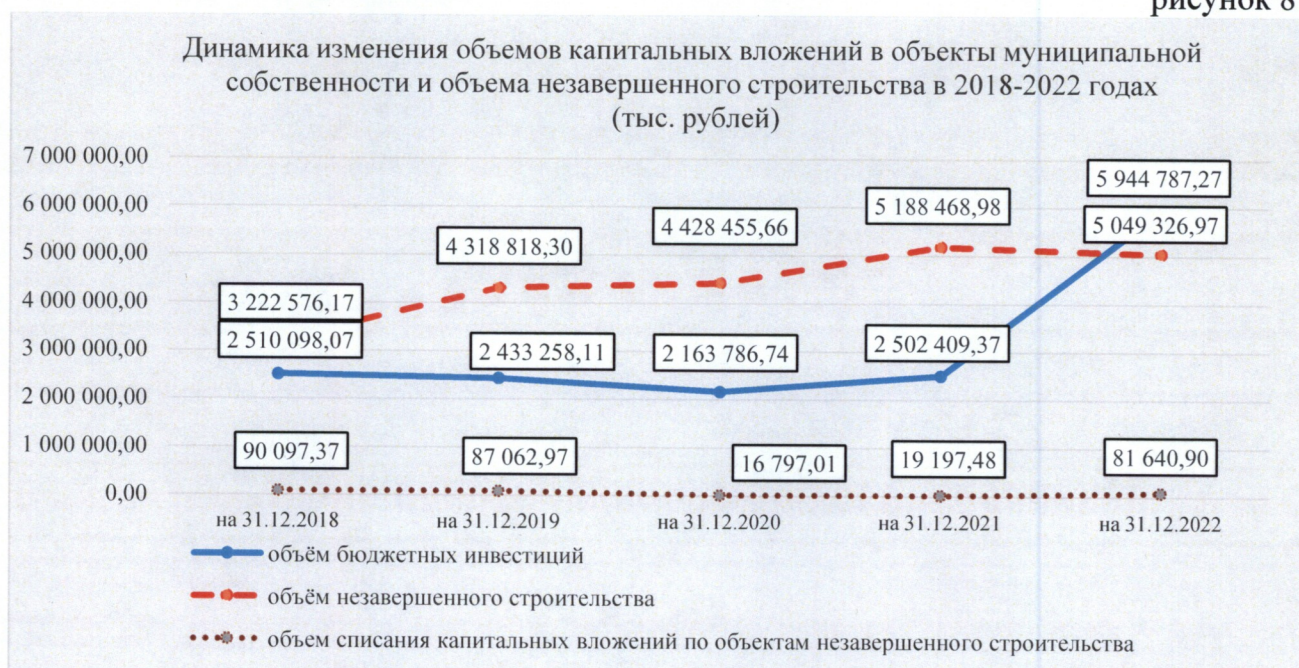 рисунок 8
Динамика изменения объемов капитальных вложений в объекты муниципальной
собственности и объема незавершенного строительства в 2018-2022 годах
(тыс. рублей)
7 000 000,00
6 000 000,00
5 000 000,00
4 000 000,00
3 000 000,00
2 000 000,00
1 000 000,00
0,00
3 222 576,17
4 318 818,30
4 428 455,66
5 188 468,98
5 944 787,27
5 049 326,97
2 510 098,07
2 433 258,11
2 163 786,74
2 502 409,37
90 097,37
87 062,97
16 797,01
19 197,48
81 640,90
на 31.12.2018
на 31.12.2019
на 31.12.2020
на 31.12.2021
на 31.12.2022
объём бюджетных инвестиций
объём незавершенного строительства
объем списания капитальных вложений по объектам незавершенного строительства